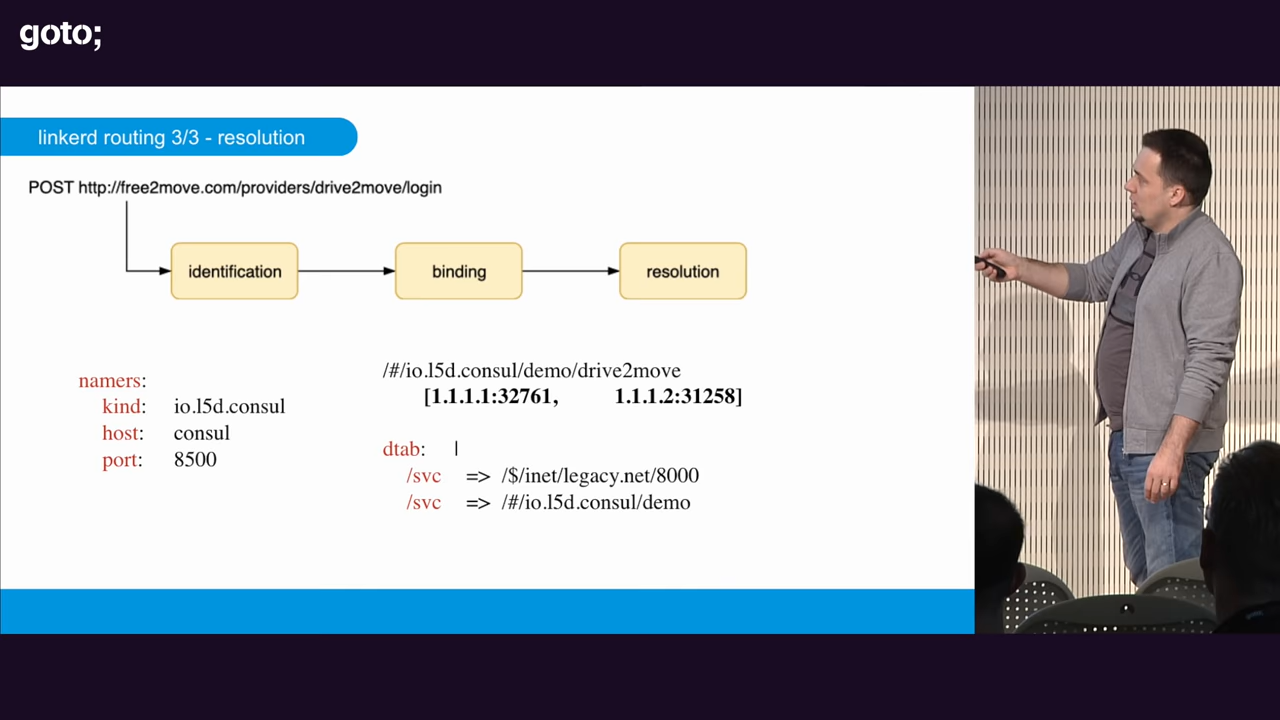 goto;
linkerd routing 3/3 - resolution
POST http://free2move.com/providers/drive2move/login
identification
binding
resolution
namers:
kind: io.l5d.consul
host: consul
port: 8500
/#/io.l5d.consul/demo/drive2move
[1.1.1.1:32761, 1.1.1.2:31258]
dtab: |
/svc => /$/inet/legacy.net/8000
/svc => /#/io.l5d.consul/demo